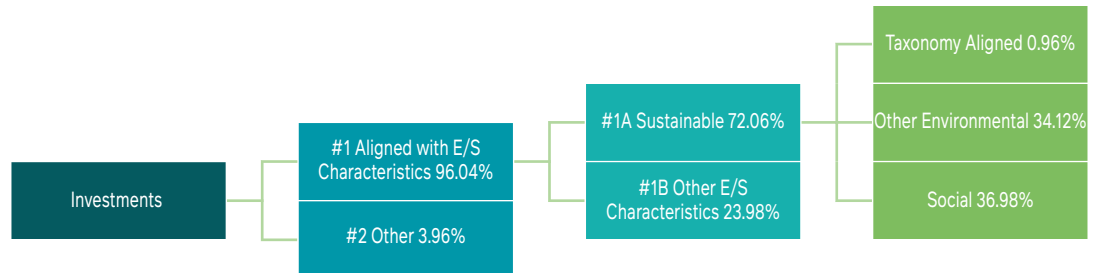 Investments
#1 Aligned with E/S
Characteristics 96.04%
#2 Other 3.96%
#1A Sustainable 72.06%
#1B Other E/S
Characteristics 23.98%
Taxonomy Aligned 0.96%
Other Environmental 34.12%
Social 36.98%